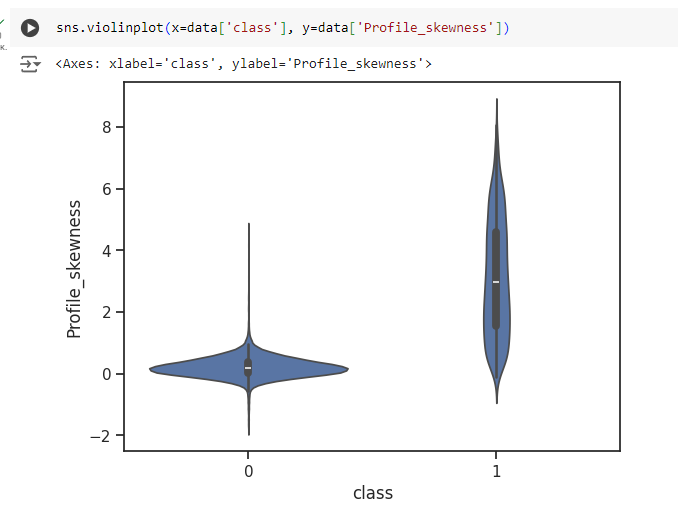 sns.violinplot(x=data['class'], y=data['Profile_skewness'])
<Axes: xlabel='class', ylabel='Profile_skewness'>
8
6
4
2
0
−2
Profile_skewness
0 1
class